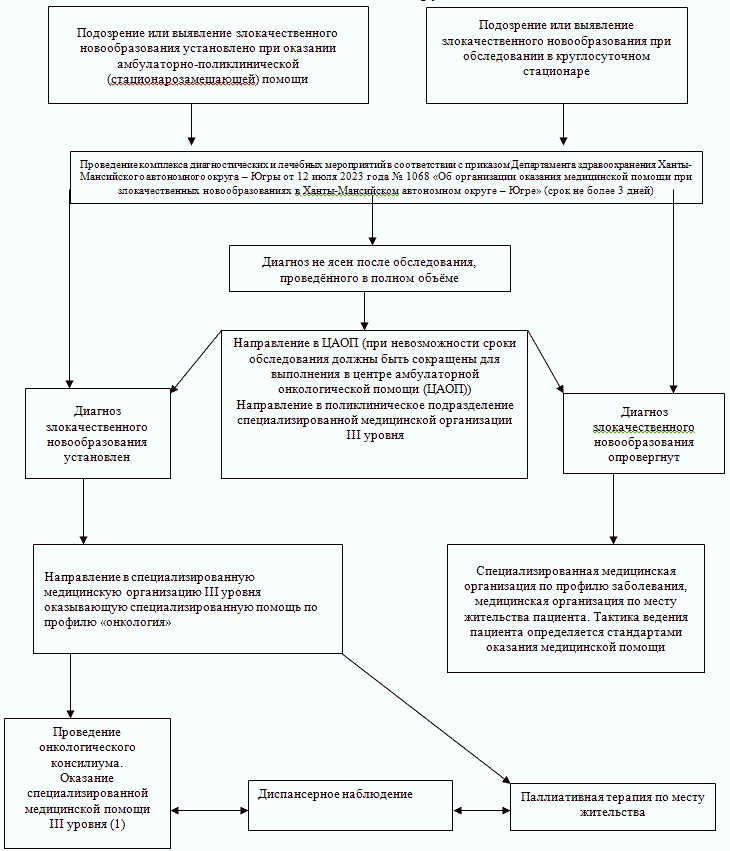 Подозрение или выявление злокачественного
новообразования установлено при оказании
амбулаторно-поликлинической
(стационарозамещающей) помощи
Подозрение или выявление
злокачественного новообразования при
обследовании в круглосуточном
стационаре
Проведение комплекса диагностических и лечебных мероприятий в соответствии с приказом Департамента здравоохранения Ханты-
Мансийского автономного округа – Югры от 12 июля 2023 года № 1068 «Об организации оказания медицинской помощи при
злокачественных новообразованиях в Ханты-Мансийском автономном округе – Югре» (срок не более 3 дней)
Диагноз не ясен после обследования,
проведённого в полном объёме
Направление в ЦАОП (при невозможности сроки
обследования должны быть сокращены для
выполнения в центре амбулаторной
онкологической помощи (ЦАОП))
Направление в поликлиническое подразделение
специализированной медицинской организации
III уровня
Диагноз
злокачественного
новообразования
установлен
Диагноз
злокачественного
новообразования
опровергнут
Направление в специализированную
медицинскую организацию III уровня
оказывающую специализированную помощь по
профилю «онкология»
Специализированная медицинская
организация по профилю заболевания,
медицинская организация по месту
жительства пациента. Тактика ведения
пациента определяется стандартами
оказания медицинской помощи
Проведение
онкологического
консилиума.
Оказание
специализированной
медицинской помощи
III уровня (1)
Диспансерное наблюдение
Паллиативная терапия по месту
жительства